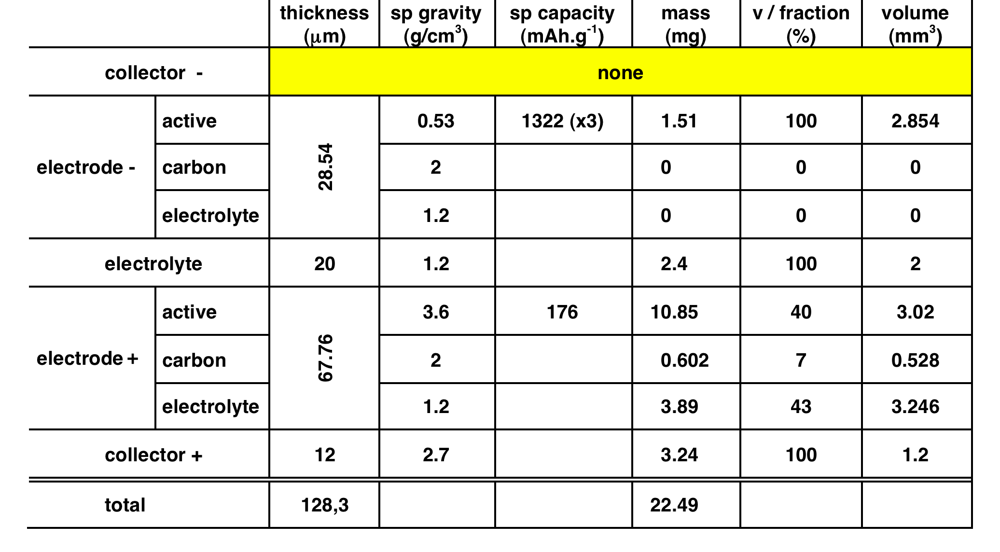 thickness sp gravity sp capacity mass v / fraction volume
(μm) (g/cm³) (mAh.g⁻¹) (mg) (%) (mm³)
collector - none
active 0.53 1322 (x3) 1.51 100 2.854
electrode - carbon 28.54 2 0 0 0
electrolyte 1.2 0 0 0
electrolyte 20 1.2 2.4 100 2
active 3.6 176 10.85 40 3.02
electrode + carbon 67.76 2 0.602 7 0.528
electrolyte 1.2 3.89 43 3.246
collector + 12 2.7 3.24 100 1.2
total 128,3 22.49